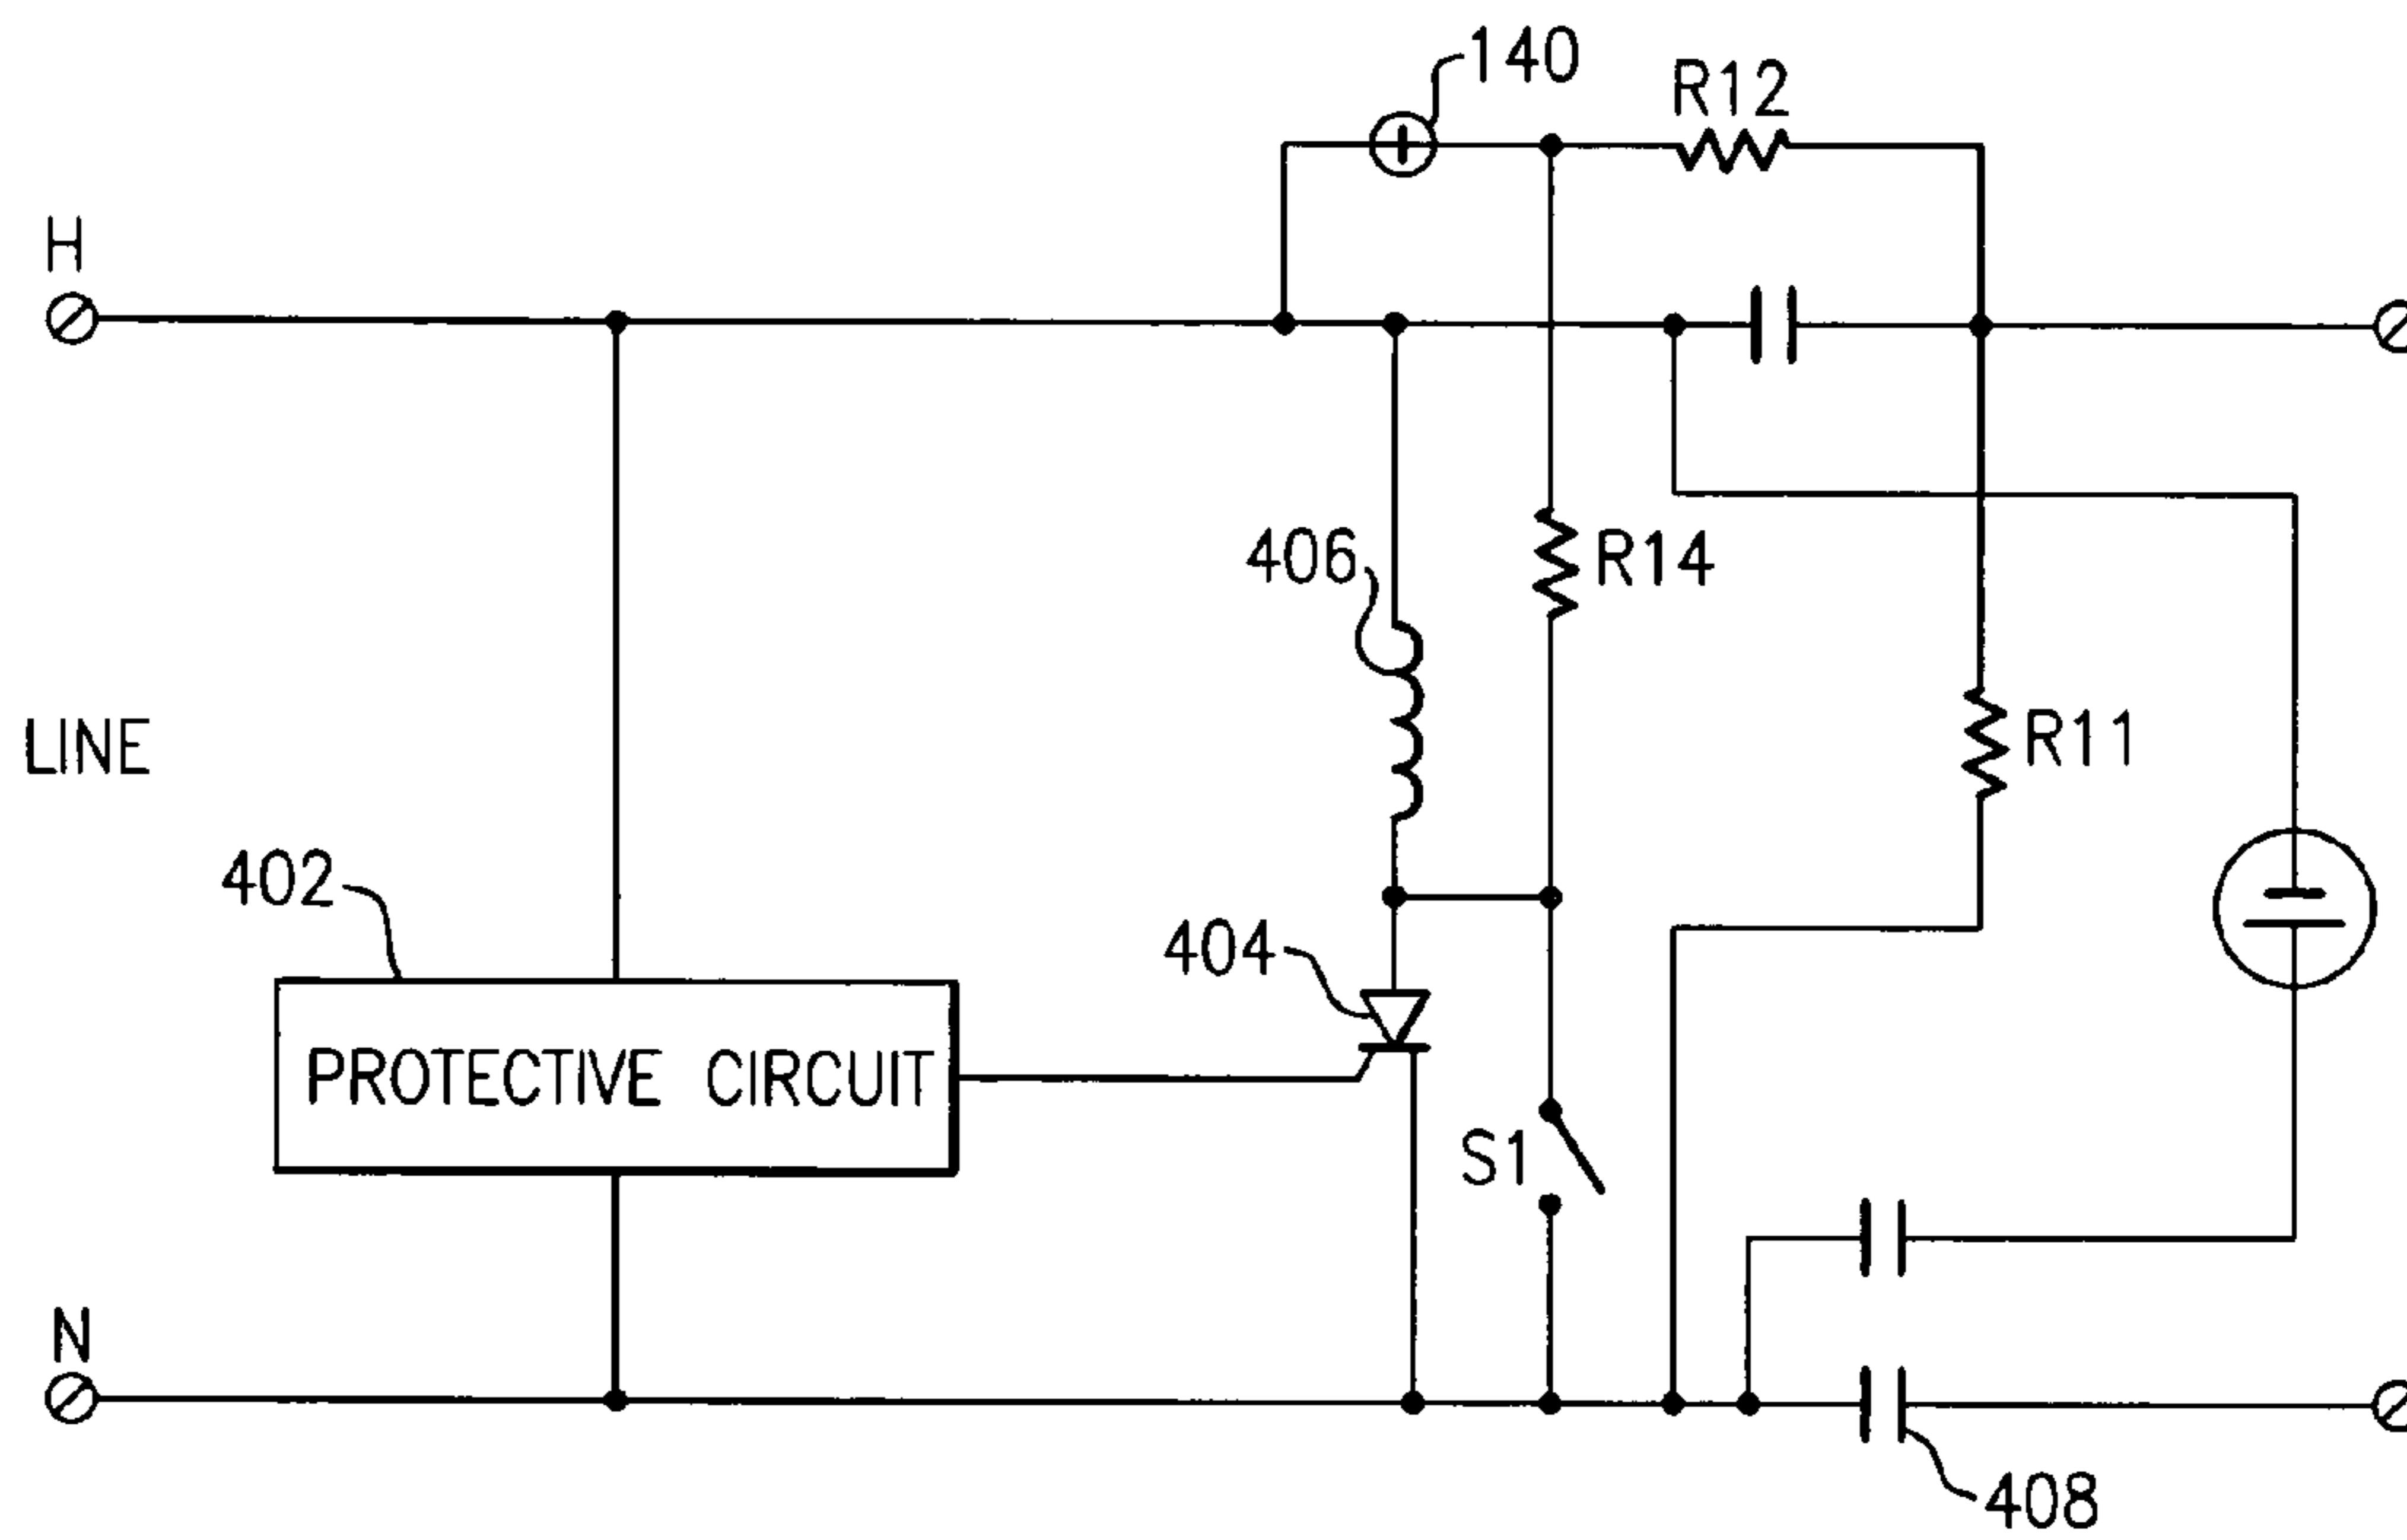 140
R12
H
406
R14
LINE
R11
402
404
PROTECTIVE CIRCUIT
S1
N
408